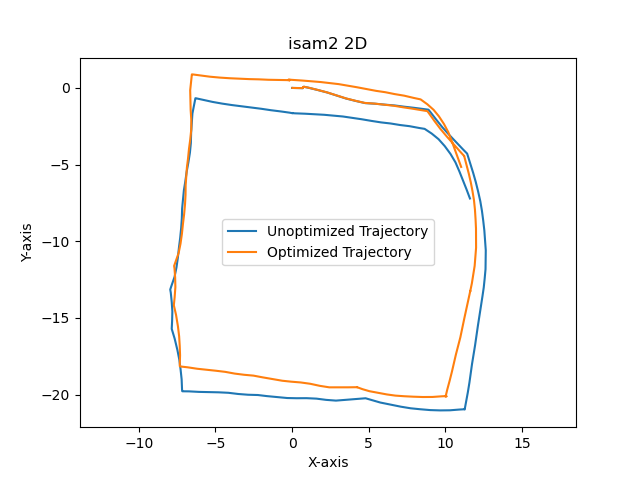 isam2 2D
0
−5
−10
−15
−20
Y-axis
Unoptimized Trajectory
Optimized Trajectory
−10
−5
0
5
10
15
X-axis